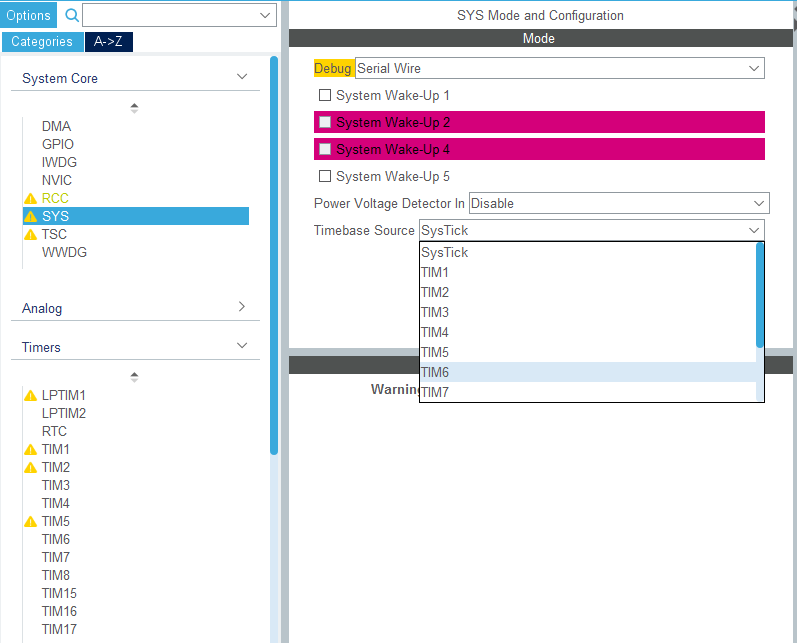 Options
Categories
A->Z
System Core
DMA
GPIO
IWDG
NVIC
RCC
SYS
TSC
WWDG
Analog
Timers
LPTIM1
LPTIM2
RTC
TIM1
TIM2
TIM3
TIM4
TIM5
TIM6
TIM7
TIM8
TIM15
TIM16
TIM17
SYS Mode and Configuration
Mode
Debug Serial Wire
System Wake-Up 1
System Wake-Up 2
System Wake-Up 4
System Wake-Up 5
Power Voltage Detector In Disable
Timebase Source SysTick
SysTick
TIM1
TIM2
TIM3
TIM4
TIM5
TIM6
TIM7